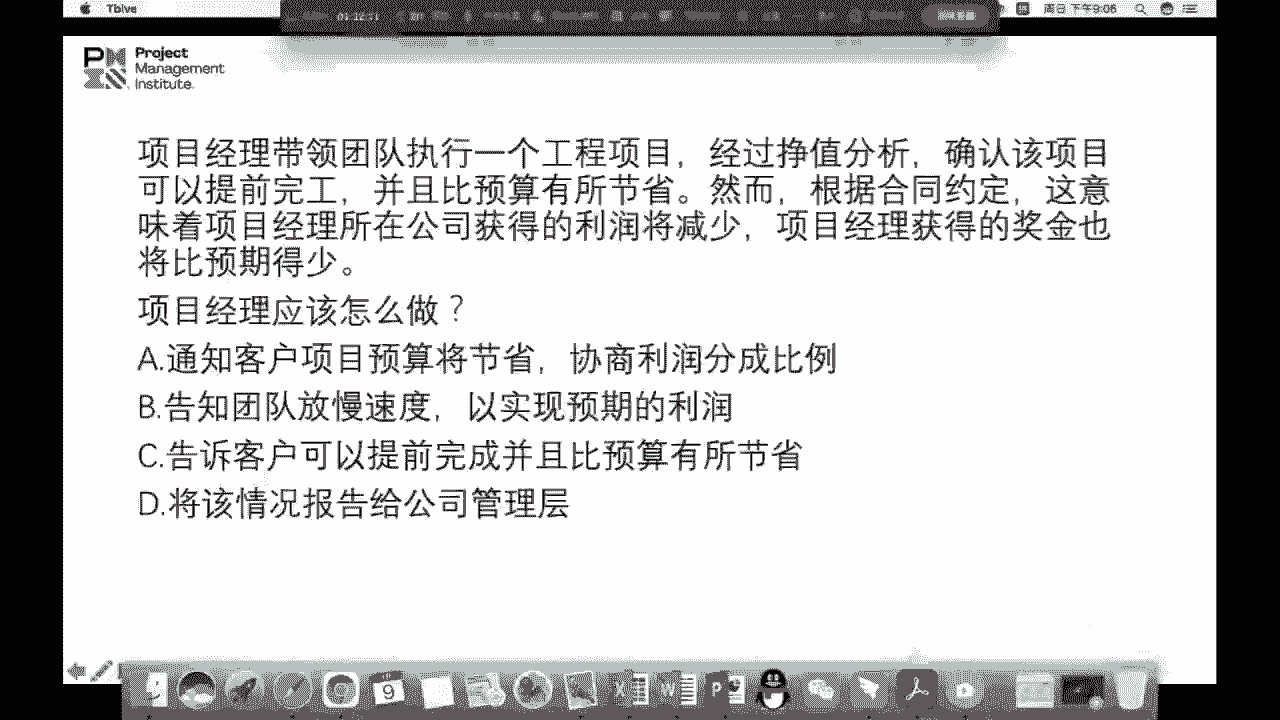 Tbive
周日 下午9:06
Project
Management
Institute.
项目经理带领团队执行一个工程项目，经过挣值分析，确认该项目
可以提前完工，并且比预算有所节省。然而，根据合同约定，这意
味着项目经理所在公司获得的利润将减少，项目经理获得的奖金也
将比预期得少。
项目经理应该怎么做？
A.通知客户项目预算将节省，协商利润分成比例
B.告知团队放慢速度，以实现预期的利润
C.告诉客户可以提前完成并且比预算有所节省
D.将该情况报告给公司管理层
9